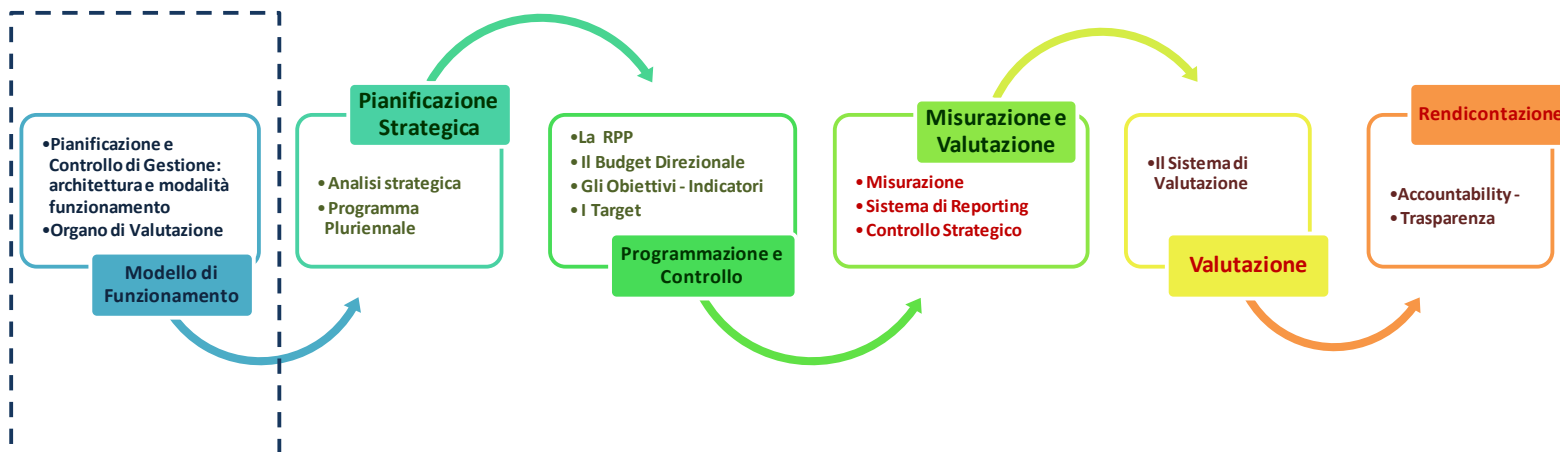 •Pianificazione e
Controllo di Gestione:
architettura e modalità
funzionamento
•Organo di Valutazione
Modello di
Funzionamento
Pianificazione
Strategica
• Analisi strategica
• Programma
Pluriennale
•La RPP
• Il Budget Direzionale
• Gli Obiettivi - Indicatori
• I Target
Programmazione e
Controllo
Misurazione e
Valutazione
• Misurazione
• Sistema di Reporting
• Controllo Strategico
•Il Sistema di
Valutazione
Valutazione
Rendicontazione
•Accountability -
• Trasparenza